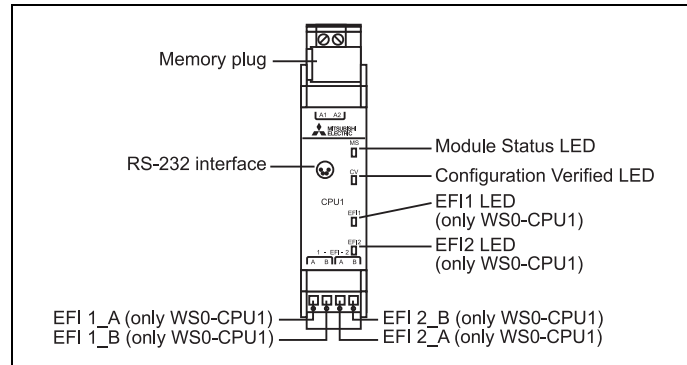 Memory plug
A1 A2
MITSUBISHI
ELECTRIC
MS
Module Status LED
RS-232 interface
CV
Configuration Verified LED
CPU1
EFI1 LED
(only WS0-CPU1)
EFI1
EFI2 LED
(only WS0-CPU1)
EFI2
1 - EFI - 2
A B A B
EFI 1_A (only WS0-CPU1)
EFI 2_B (only WS0-CPU1)
EFI 1_B (only WS0-CPU1)
EFI 2_A (only WS0-CPU1)